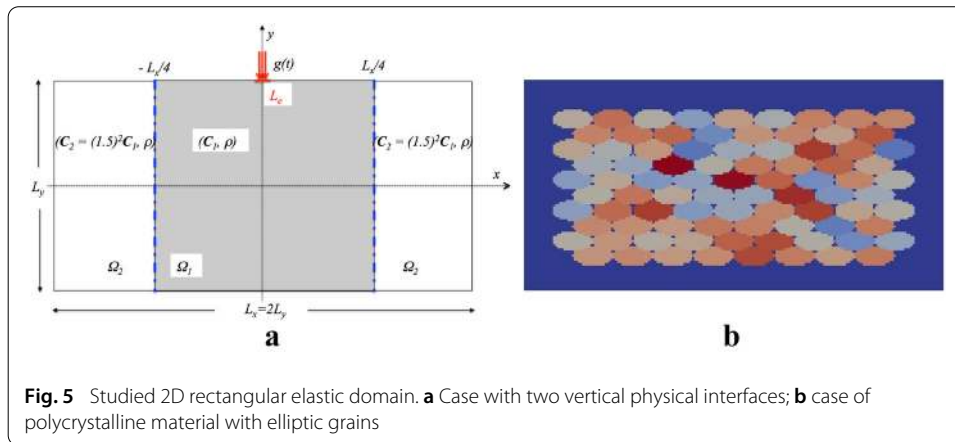 y
g(t)
- Lx/4
Lx/4
Le
(C2 = (1.5)²C1, ρ)
(C1, ρ)
(C2 = (1.5)²C1, ρ)
Ly
x
Ω2
Ω1
Ω2
Lx=2Ly
a
b
Fig. 5 Studied 2D rectangular elastic domain. a Case with two vertical physical interfaces; b case of
polycrystalline material with elliptic grains